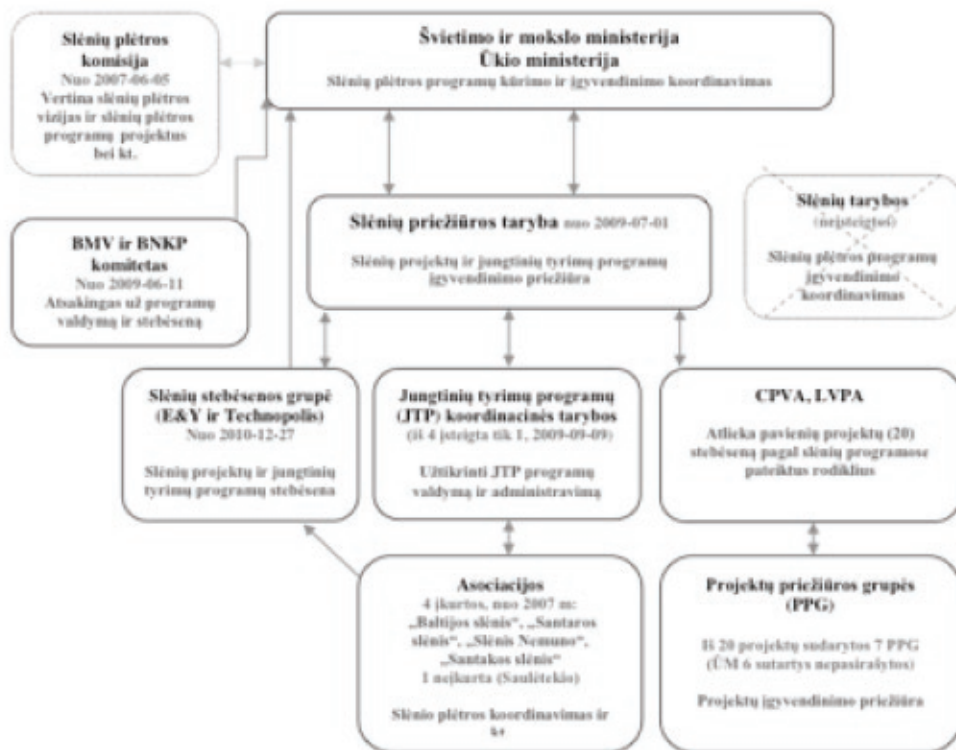 Slėnių plėtros
komisija
Nuo 2007-06-05
Vertina slėnių plėtros
vizijas ir slėnių plėtros
programų projektus
bei kt.
Švietimo ir mokslo ministerija
Ūkio ministerija
Slėnių plėtros programų kūrimo ir įgyvendinimo koordinavimas
BMV ir BNKP
komitetas
Nuo 2009-06-11
Atsakingas už programų
valdymą ir stebėseną
Slėnių priežiūros taryba nuo 2009-07-01
Slėnių projektų ir jungtinių tyrimų programų
įgyvendinimo priežiūra
Slėnių tarybos
(neįsteigtos)
Slėnių plėtros programų
įgyvendinimo
koordinavimas
Slėnių stebėsenos grupė
(E&Y ir Technopolis)
Nuo 2010-12-27
Slėnių projektų ir jungtinių
tyrimų programų stebėsena
Jungtinių tyrimų programų
(JTP) koordinacinės tarybos
(iš 4 įsteigta tik 1, 2009-09-09)
Užtikrinti JTP programų
valdymą ir administravimą
CPVA, LVPA
Atlieka pavienių projektų (20)
stebėseną pagal slėnių programose
pateiktus rodiklius
Asociacijos
4 įkurtos, nuo 2007 m:
„Baltijos slėnis“, „Santaros
slėnis“, „Slėnis Nemuno“,
„Santakos slėnis“
1 neįkurta (Saulėtekio)
Slėnio plėtros koordinavimas ir
kt
Projektų priežiūros grupės
(PPG)
Iš 20 projektų sudarytos 7 PPG
(ŪM 6 sutartys nepasirašytos)
Projektų įgyvendinimo priežiūra